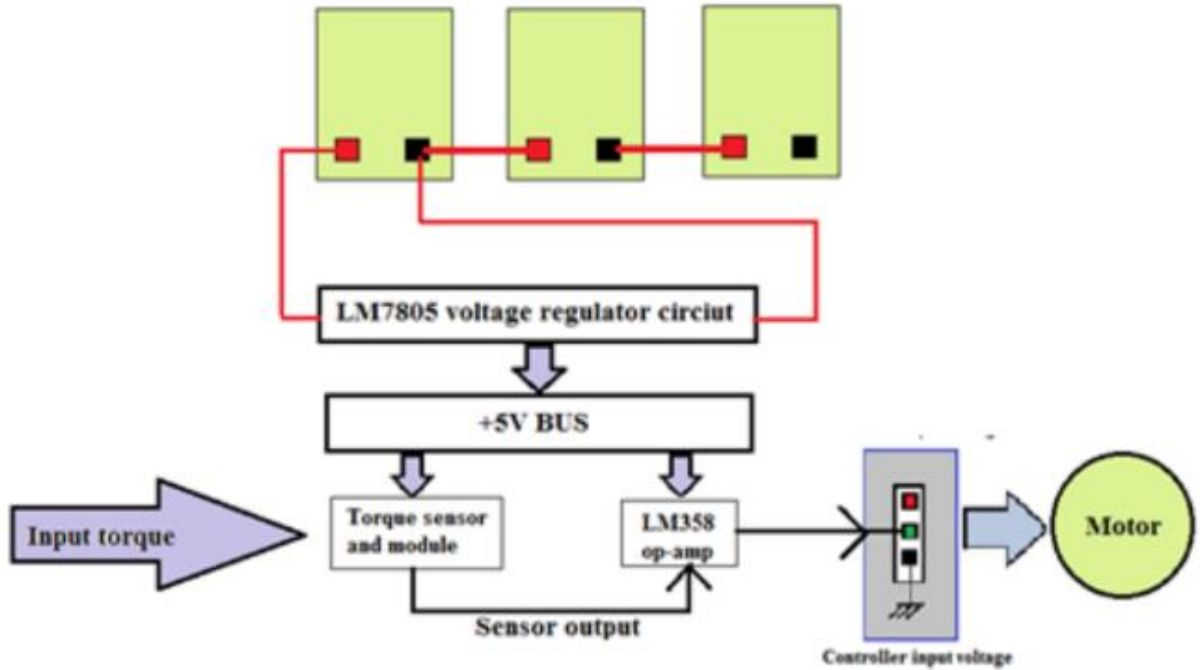 LM7805 voltage regulator circiut
+5V BUS
Input torque
Torque sensor
and module
LM358
op-amp
Motor
Sensor output
Controller input voltage